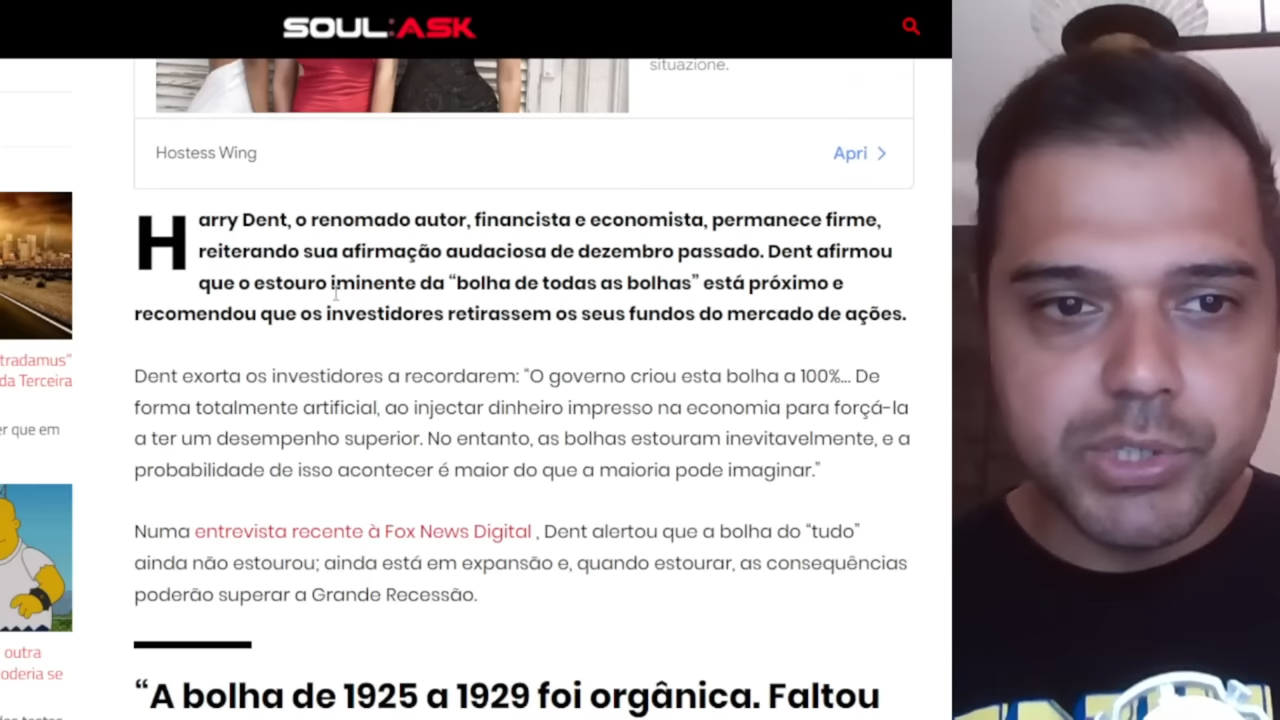 SOUL:ASK
situazione.
Hostess Wing
Apri
Harry Dent, o renomado autor, financista e economista, permanece firme,
reiterando sua afirmação audaciosa de dezembro passado. Dent afirmou
que o estouro iminente da “bolha de todas as bolhas” está próximo e
recomendou que os investidores retirassem os seus fundos do mercado de ações.
tradamus”
da Terceira
er que em
Dent exorta os investidores a recordarem: “O governo criou esta bolha a 100%... De
forma totalmente artificial, ao injectar dinheiro impresso na economia para forçá-la
a ter um desempenho superior. No entanto, as bolhas estouram inevitavelmente, e a
probabilidade de isso acontecer é maior do que a maioria pode imaginar.”
Numa entrevista recente à Fox News Digital , Dent alertou que a bolha do “tudo”
ainda não estourou; ainda está em expansão e, quando estourar, as consequências
poderão superar a Grande Recessão.
outra
oderia se
“A bolha de 1925 a 1929 foi orgânica. Faltou